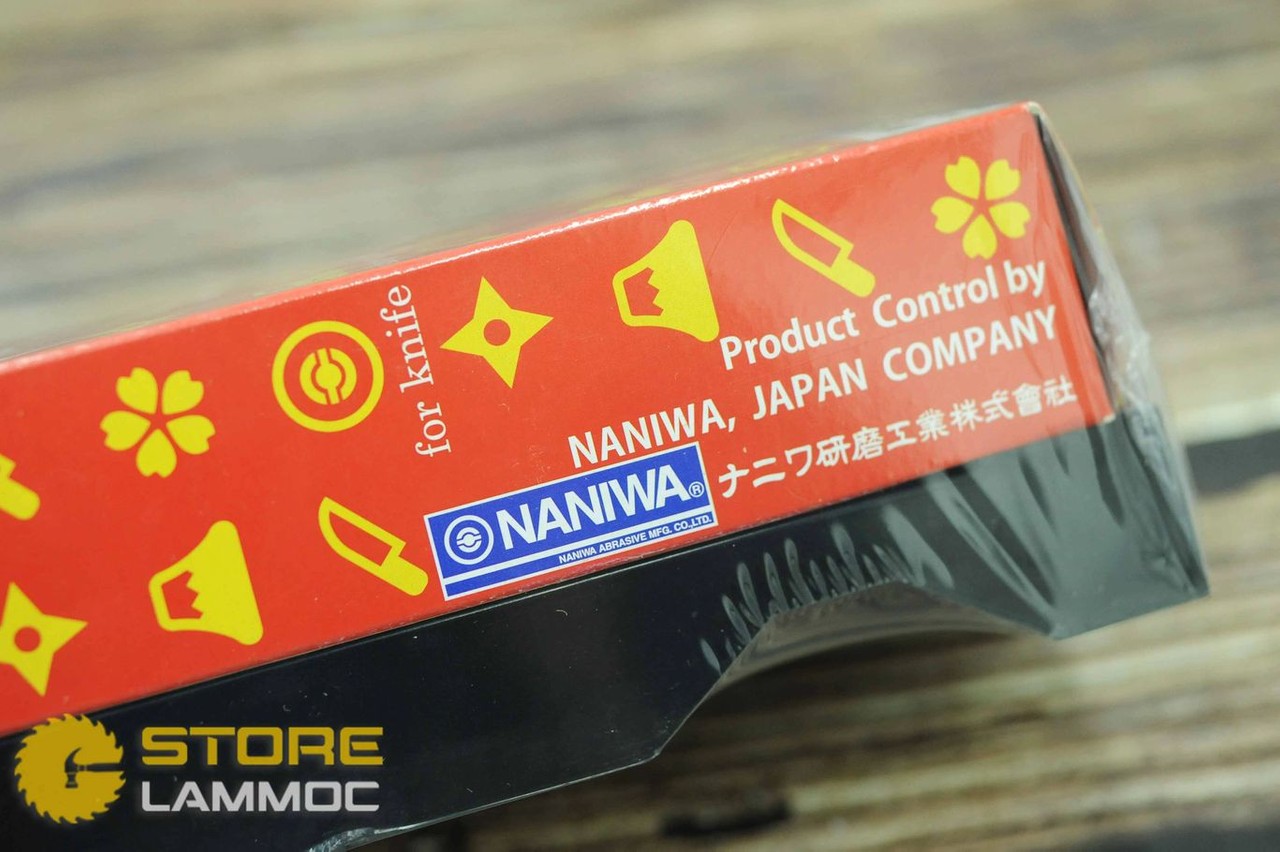 for knife
Product Control by
NANIWA, JAPAN COMPANY
ナニワ研磨工業株式會社
NANIWA®
NANIWA ABRASIVE MFG. CO.,LTD.
STORE
LAMMOC